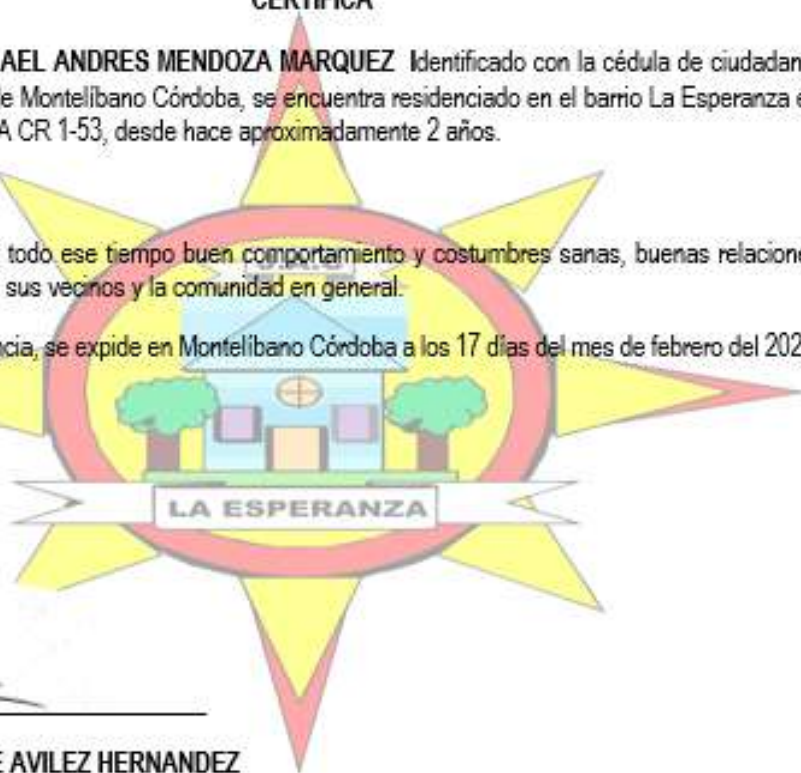 CERTIFICA
AEL ANDRES MENDOZA MARQUEZ Identificado con la cédula de ciudadan
de Montelíbano Córdoba, se encuentra residenciado en el barrio La Esperanza
A CR 1-53, desde hace aproximadamente 2 años.
todo ese tiempo buen comportamiento y costumbres sanas, buenas relacione
sus vecinos y la comunidad en general.
J.A.C
ncia, se expide en Montelíbano Córdoba a los 17 días del mes de febrero del 202
LA ESPERANZA
E AVILEZ HERNANDEZ